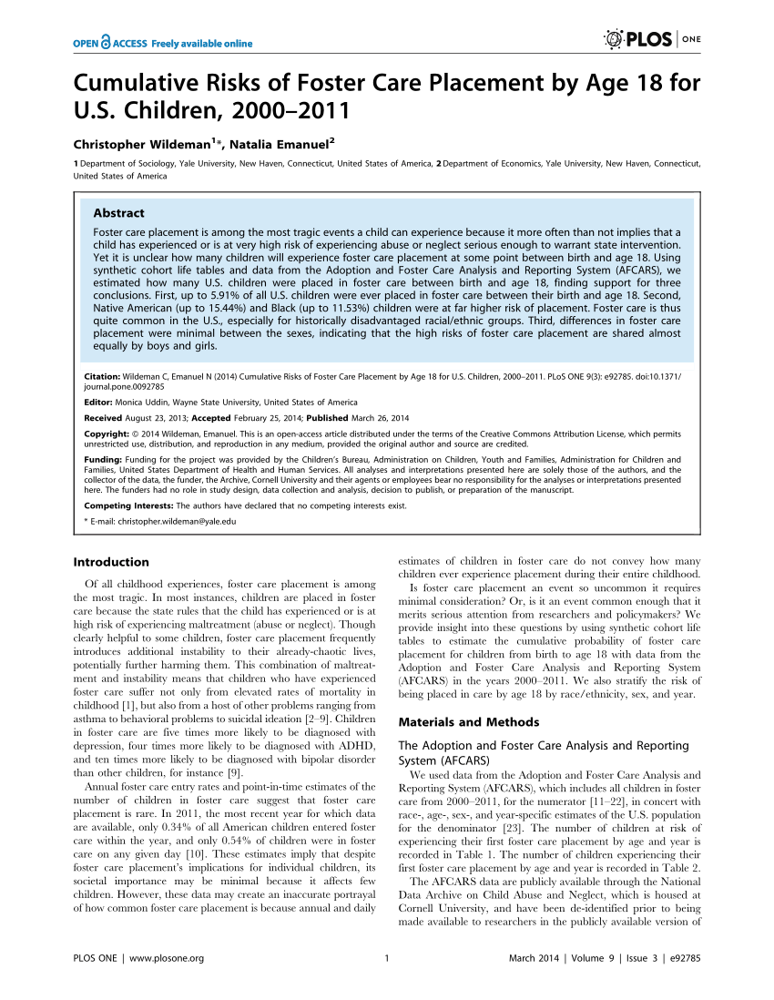 OPEN ACCESS Freely available online
PLOS ONE
Cumulative Risks of Foster Care Placement by Age 18 for
U.S. Children, 2000–2011
Christopher Wildeman1*, Natalia Emanuel2
1 Department of Sociology, Yale University, New Haven, Connecticut, United States of America, 2 Department of Economics, Yale University, New Haven, Connecticut,
United States of America
Abstract
Foster care placement is among the most tragic events a child can experience because it more often than not implies that a
child has experienced or is at very high risk of experiencing abuse or neglect serious enough to warrant state intervention.
Yet it is unclear how many children will experience foster care placement at some point between birth and age 18. Using
synthetic cohort life tables and data from the Adoption and Foster Care Analysis and Reporting System (AFCARS), we
estimated how many U.S. children were placed in foster care between birth and age 18, finding support for three
conclusions. First, up to 5.91% of all U.S. children were ever placed in foster care between their birth and age 18. Second,
Native American (up to 15.44%) and Black (up to 11.53%) children were at far higher risk of placement. Foster care is thus
quite common in the U.S., especially for historically disadvantaged racial/ethnic groups. Third, differences in foster care
placement were minimal between the sexes, indicating that the high risks of foster care placement are shared almost
equally by boys and girls.
Citation: Wildeman C, Emanuel N (2014) Cumulative Risks of Foster Care Placement by Age 18 for U.S. Children, 2000–2011. PLoS ONE 9(3): e92785. doi:10.1371/
journal.pone.0092785
Editor: Monica Uddin, Wayne State University, United States of America
Received August 23, 2013; Accepted February 25, 2014; Published March 26, 2014
Copyright: © 2014 Wildeman, Emanuel. This is an open-access article distributed under the terms of the Creative Commons Attribution License, which permits
unrestricted use, distribution, and reproduction in any medium, provided the original author and source are credited.
Funding: Funding for the project was provided by the Children's Bureau, Administration on Children, Youth and Families, Administration for Children and
Families, United States Department of Health and Human Services. All analyses and interpretations presented here are solely those of the authors, and the
collector of the data, the funder, the Archive, Cornell University and their agents or employees bear no responsibility for the analyses or interpretations presented
here. The funders had no role in study design, data collection and analysis, decision to publish, or preparation of the manuscript.
Competing Interests: The authors have declared that no competing interests exist.
* E-mail: christopher.wildeman@yale.edu
Introduction
Of all childhood experiences, foster care placement is among
the most tragic. In most instances, children are placed in foster
care because the state rules that the child has experienced or is at
high risk of experiencing maltreatment (abuse or neglect). Though
clearly helpful to some children, foster care placement frequently
introduces additional instability to their already-chaotic lives,
potentially further harming them. This combination of maltreat-
ment and instability means that children who have experienced
foster care suffer not only from elevated rates of mortality in
childhood [1], but also from a host of other problems ranging from
asthma to behavioral problems to suicidal ideation [2–9]. Children
in foster care are five times more likely to be diagnosed with
depression, four times more likely to be diagnosed with ADHD,
and ten times more likely to be diagnosed with bipolar disorder
than other children, for instance [9].
Annual foster care entry rates and point-in-time estimates of the
number of children in foster care suggest that foster care
placement is rare. In 2011, the most recent year for which data
are available, only 0.34% of all American children entered foster
care within the year, and only 0.54% of children were in foster
care on any given day [10]. These estimates imply that despite
foster care placement's implications for individual children, its
societal importance may be minimal because it affects few
children. However, these data may create an inaccurate portrayal
of how common foster care placement is because annual and daily
estimates of children in foster care do not convey how many
children ever experience placement during their entire childhood.
Is foster care placement an event so uncommon it requires
minimal consideration? Or, is it an event common enough that it
merits serious attention from researchers and policymakers? We
provide insight into these questions by using synthetic cohort life
tables to estimate the cumulative probability of foster care
placement for children from birth to age 18 with data from the
Adoption and Foster Care Analysis and Reporting System
(AFCARS) in the years 2000–2011. We also stratify the risk of
being placed in care by age 18 by race/ethnicity, sex, and year.
Materials and Methods
The Adoption and Foster Care Analysis and Reporting
System (AFCARS)
We used data from the Adoption and Foster Care Analysis and
Reporting System (AFCARS), which includes all children in foster
care from 2000–2011, for the numerator [11–22], in concert with
race-, age-, sex-, and year-specific estimates of the U.S. population
for the denominator [23]. The number of children at risk of
experiencing their first foster care placement by age and year is
recorded in Table 1. The number of children experiencing their
first foster care placement by age and year is recorded in Table 2.
The AFCARS data are publicly available through the National
Data Archive on Child Abuse and Neglect, which is housed at
Cornell University, and have been de-identified prior to being
made available to researchers in the publicly available version of
PLOS ONE | www.plosone.org
1
March 2014 | Volume 9 | Issue 3 | e92785